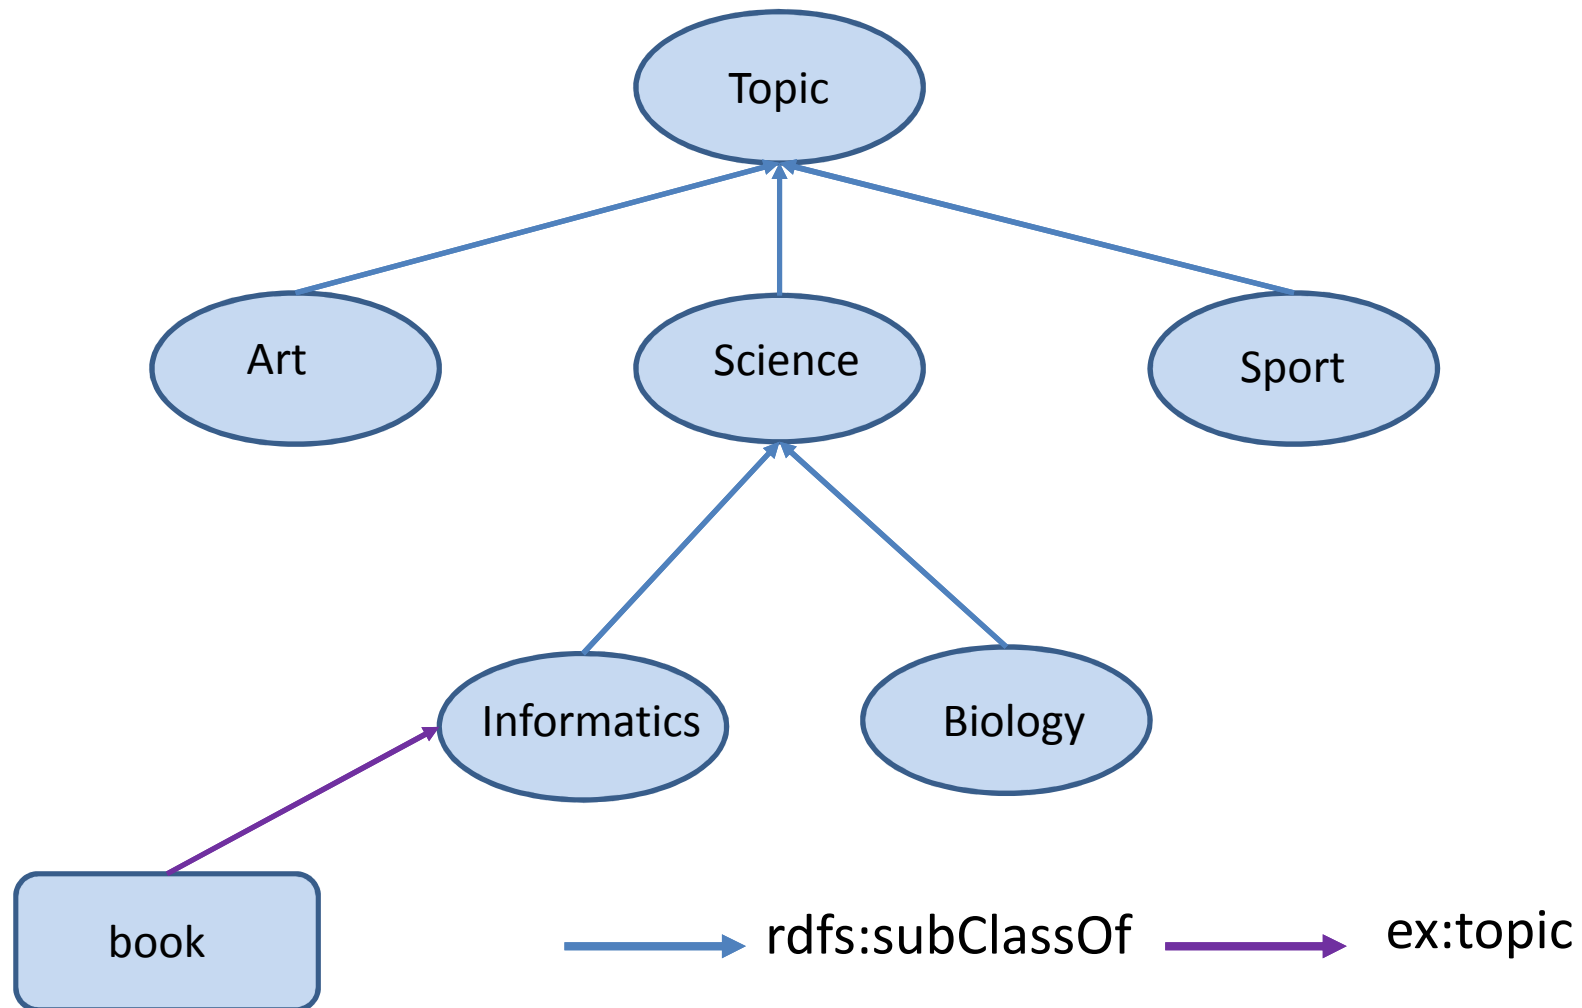 Topic
Art
Science
Sport
Informatics
Biology
book
rdfs:subClassOf
ex:topic